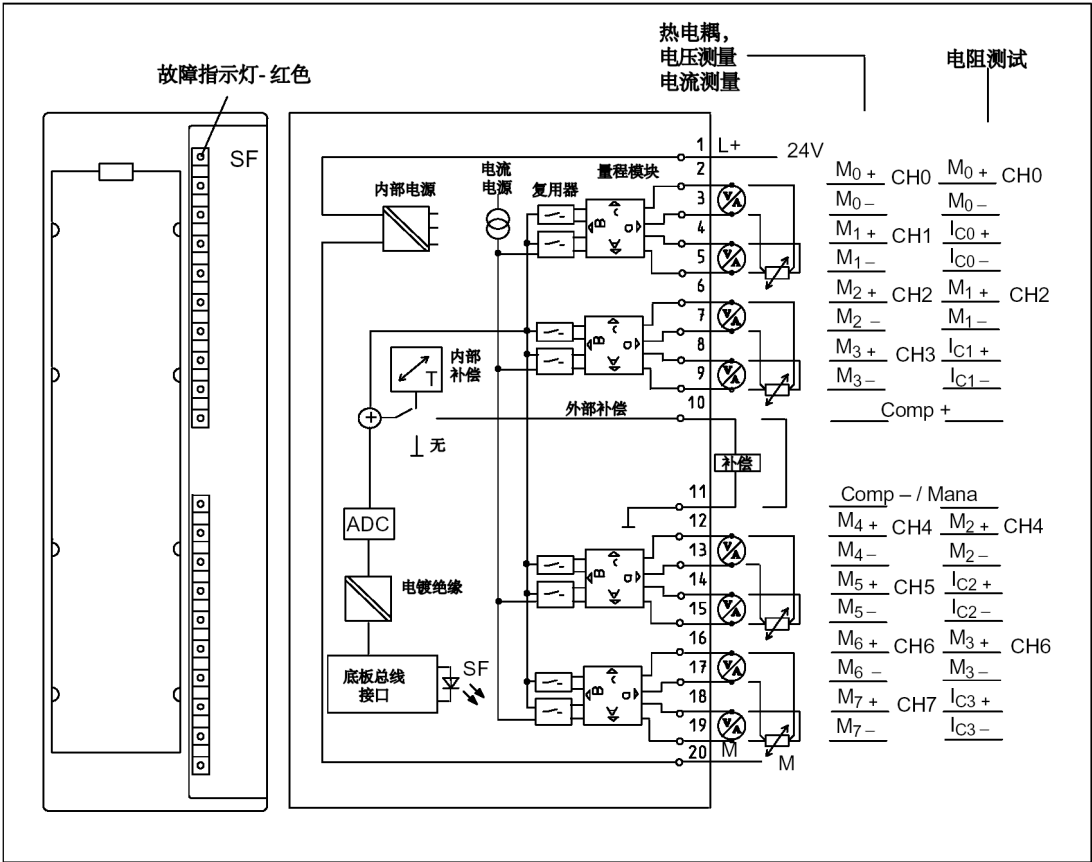 热电耦，
电压测量
电流测量
电阻测试
故障指示灯-红色
SF
1 L+ 24V
2
3
4
5
6
7
8
9
10
11
12
13
14
15
16
17
18
19
20
M
M
内部电源
电流
电源
复用器
量程模块
A
B
C
D
V/A
V/A
A
B
C
D
V/A
V/A
内部
补偿
T
外部补偿
无
补偿
ADC
电镀绝缘
底板总线
接口
SF
A
B
C
D
V/A
V/A
A
B
C
D
V/A
V/A
M0 + CH0 M0 + CH0
M0 – M0 –
M1 + CH1 IC0 +
M1 – IC0 –
M2 + CH2 M1 + CH2
M2 – M1 –
M3 + CH3 IC1 +
M3 – IC1 –
Comp +
Comp – / Mana
M4 + CH4 M2 + CH4
M4 – M2 –
M5 + CH5 IC2 +
M5 – IC2 –
M6 + CH6 M3 + CH6
M6 – M3 –
M7 + CH7 IC3 +
M7 – IC3 –